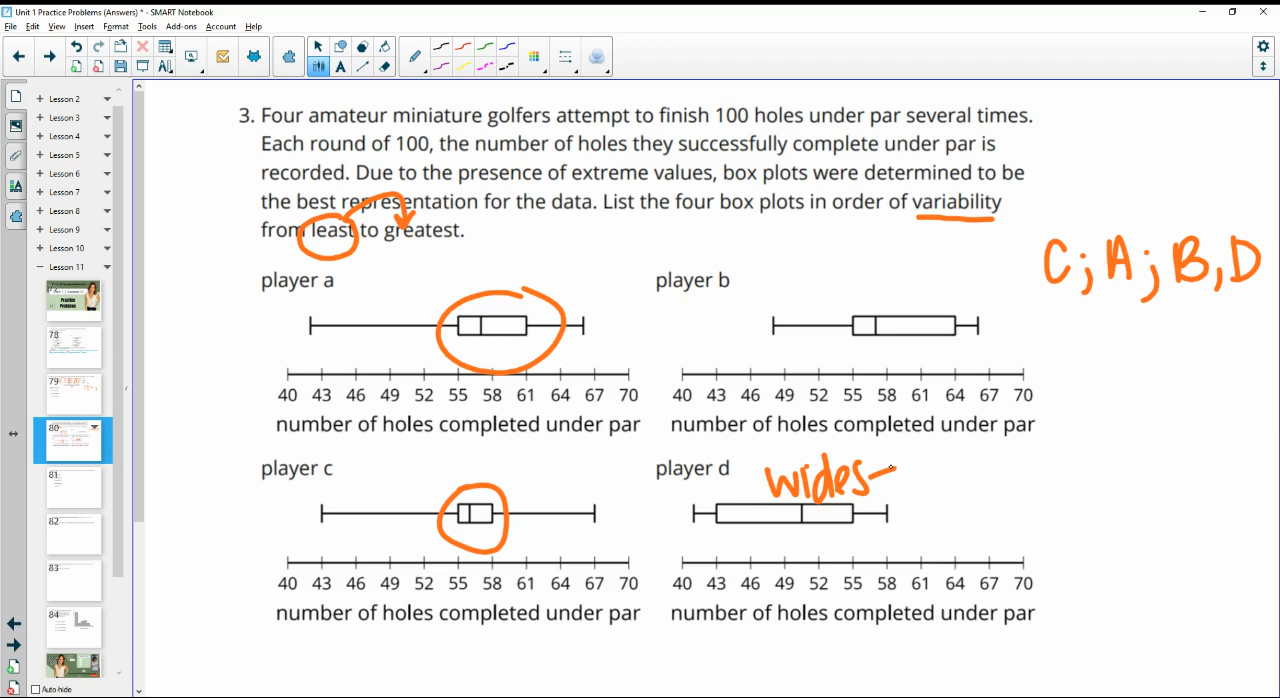 Unit 1 Practice Problems (Answers) * - SMART Notebook
File Edit View Insert Format Tools Add-ons Account Help
Lesson 2
Lesson 3
Lesson 4
Lesson 5
Lesson 6
Lesson 7
Lesson 8
Lesson 9
Lesson 10
Lesson 11
Practice
Problems
78
79
80
81
82
83
84
Auto-hide
3. Four amateur miniature golfers attempt to finish 100 holes under par several times.
Each round of 100, the number of holes they successfully complete under par is
recorded. Due to the presence of extreme values, box plots were determined to be
the best representation for the data. List the four box plots in order of variability
from least to greatest.
C; A; B, D
player a
player b
40 43 46 49 52 55 58 61 64 67 70
40 43 46 49 52 55 58 61 64 67 70
number of holes completed under par
number of holes completed under par
player c
player d
wides-
40 43 46 49 52 55 58 61 64 67 70
40 43 46 49 52 55 58 61 64 67 70
number of holes completed under par
number of holes completed under par